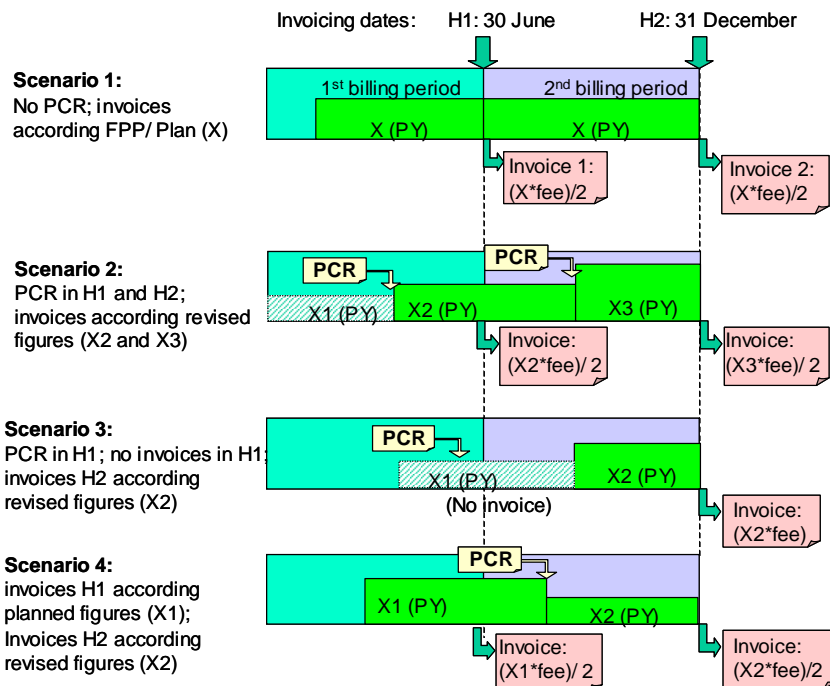 Invoicing dates:
H1: 30 June
H2: 31 December
Scenario 1:
No PCR; invoices
according FPP/ Plan (X)
1st billing period
2nd billing period
X (PY)
X (PY)
Invoice 1:
(X*fee)/2
Invoice 2:
(X*fee)/2
Scenario 2:
PCR in H1 and H2;
invoices according revised
figures (X2 and X3)
PCR
PCR
X1 (PY)
X2 (PY)
X3 (PY)
Invoice:
(X2*fee)/ 2
Invoice:
(X3*fee)/ 2
Scenario 3:
PCR in H1; no invoices in H1;
invoices H2 according
revised figures (X2)
PCR
X1 (PY)
(No invoice)
X2 (PY)
Invoice:
(X2*fee)
Scenario 4:
invoices H1 according
planned figures (X1);
Invoices H2 according
revised figures (X2)
PCR
X1 (PY)
X2 (PY)
Invoice:
(X1*fee)/ 2
Invoice:
(X2*fee)/2